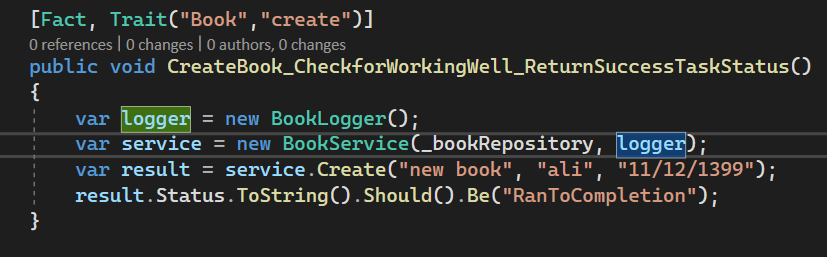 [Fact, Trait("Book","create")]
0 references | 0 changes | 0 authors, 0 changes
public void CreateBook_CheckforWorkingWell_ReturnSuccessTaskStatus()
{
var logger = new BookLogger();
var service = new BookService(_bookRepository, logger);
var result = service.Create("new book", "ali", "11/12/1399");
result.Status.ToString().Should().Be("RanToCompletion");
}